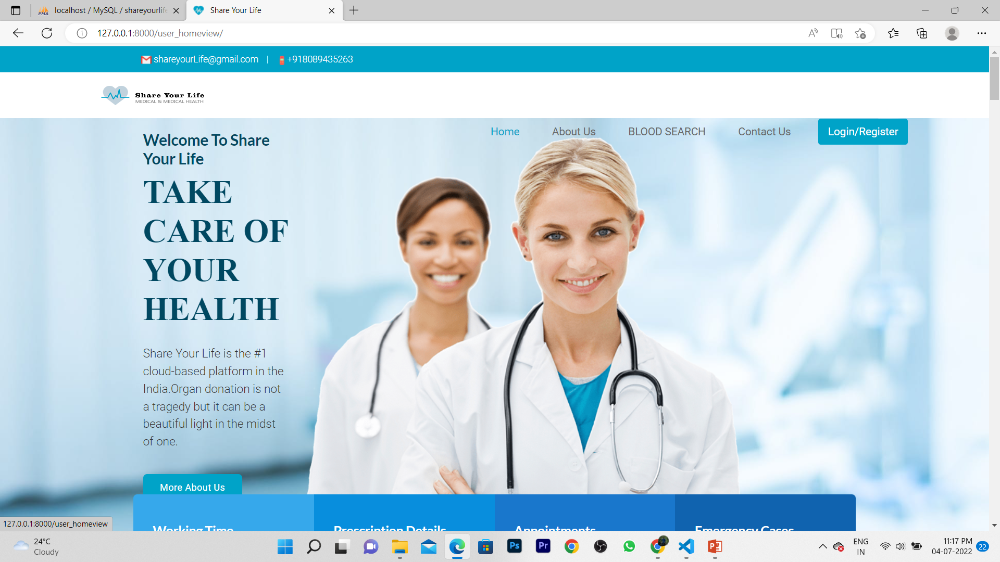 PMA localhost / MySQL / shareyourlife
Share Your Life
127.0.0.1:8000/user_homeview/
shareyourLife@gmail.com | +918089435263
Share Your Life
MEDICAL & MEDICAL HEALTH
Home About Us BLOOD SEARCH Contact Us Login/Register
Welcome To Share
Your Life
TAKE
CARE OF
YOUR
HEALTH
Share Your Life is the #1
cloud-based platform in the
India.Organ donation is not
a tragedy but it can be a
beautiful light in the midst
of one.
More About Us
Working Time Prescription Details Appointments Emergency Cases
127.0.0.1:8000/user_homeview
24°C
Cloudy
Ps Pr
ENG
IN
11:17 PM
04-07-2022
22